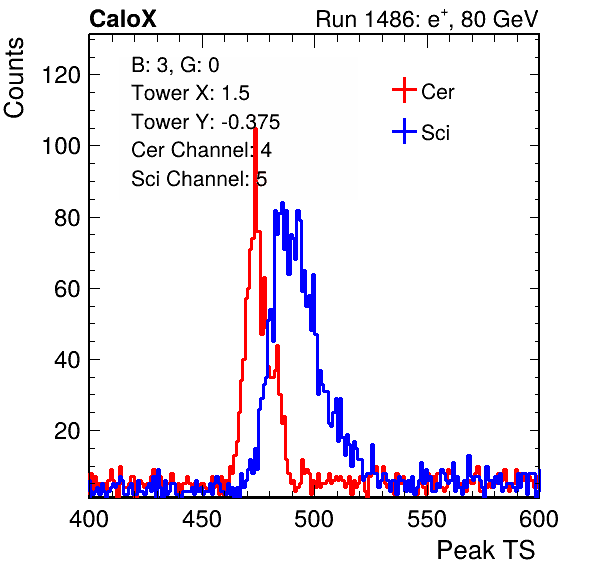 CaloX Run 1486: e⁺, 80 GeV
Counts
B: 3, G: 0
Tower X: 1.5
Tower Y: -0.375
Cer Channel: 4
Sci Channel: 5
Cer
Sci
120
100
80
60
40
20
400 450 500 550 600
Peak TS